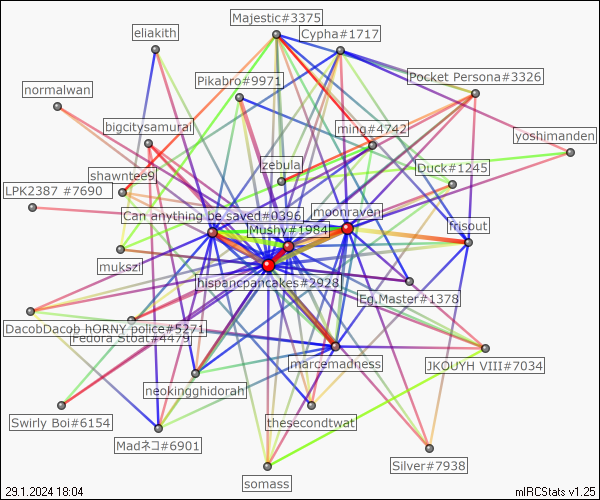 Majestic#3375
eliakith
Cypha#1717
Pocket Persona#3326
Pikabro#9971
normalwan
bigcitysamurai
ming#4742
yoshimanden
zebula
Duck#1245
shawntee9
LPK2387 #7690
Can anything be saved#0396
moonraven
Mushy#1984
frisout
mukszi
hispancpancakes#2928
Eg.Master#1378
DacobDacob hORNY police#5271
Fedora Stoat#4479
marcemadness
JKOUYH VIII#7034
neokingghidorah
Swirly Boi#6154
thesecondtwat
Madネコ#6901
Silver#7938
somass
29.1.2024 18:04
mIRCStats v1.25